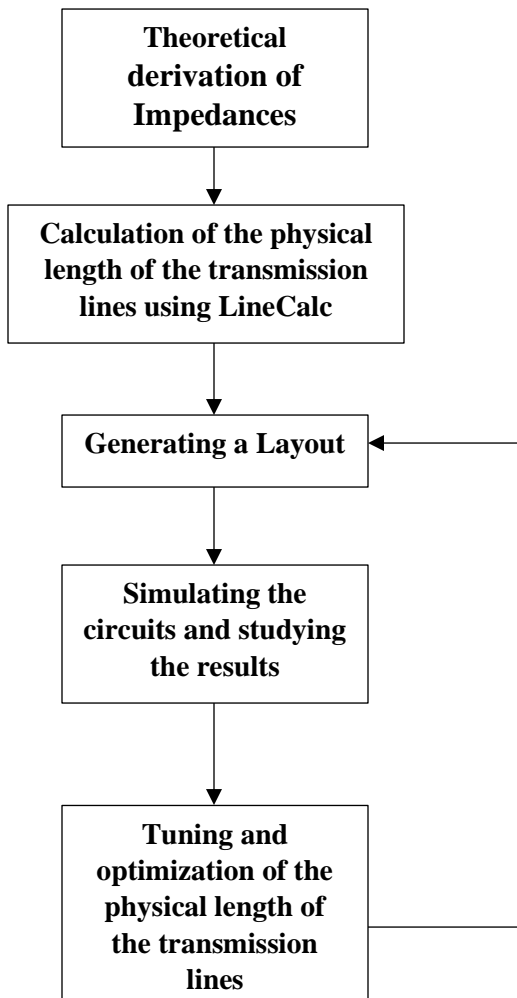 Theoretical
derivation of
Impedances
Calculation of the physical
length of the transmission
lines using LineCalc
Generating a Layout
Simulating the
circuits and studying
the results
Tuning and
optimization of the
physical length of
the transmission
lines